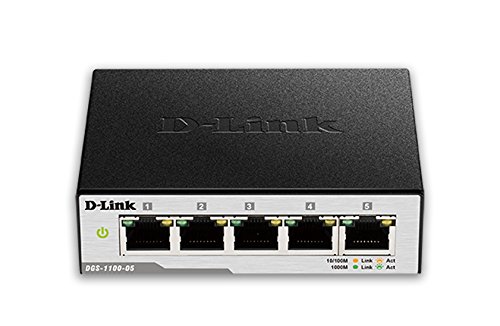 D-Link
D-Link
1 2 3 4 5
DGS-1100-05
10/100M Link Act
1000M Link Act